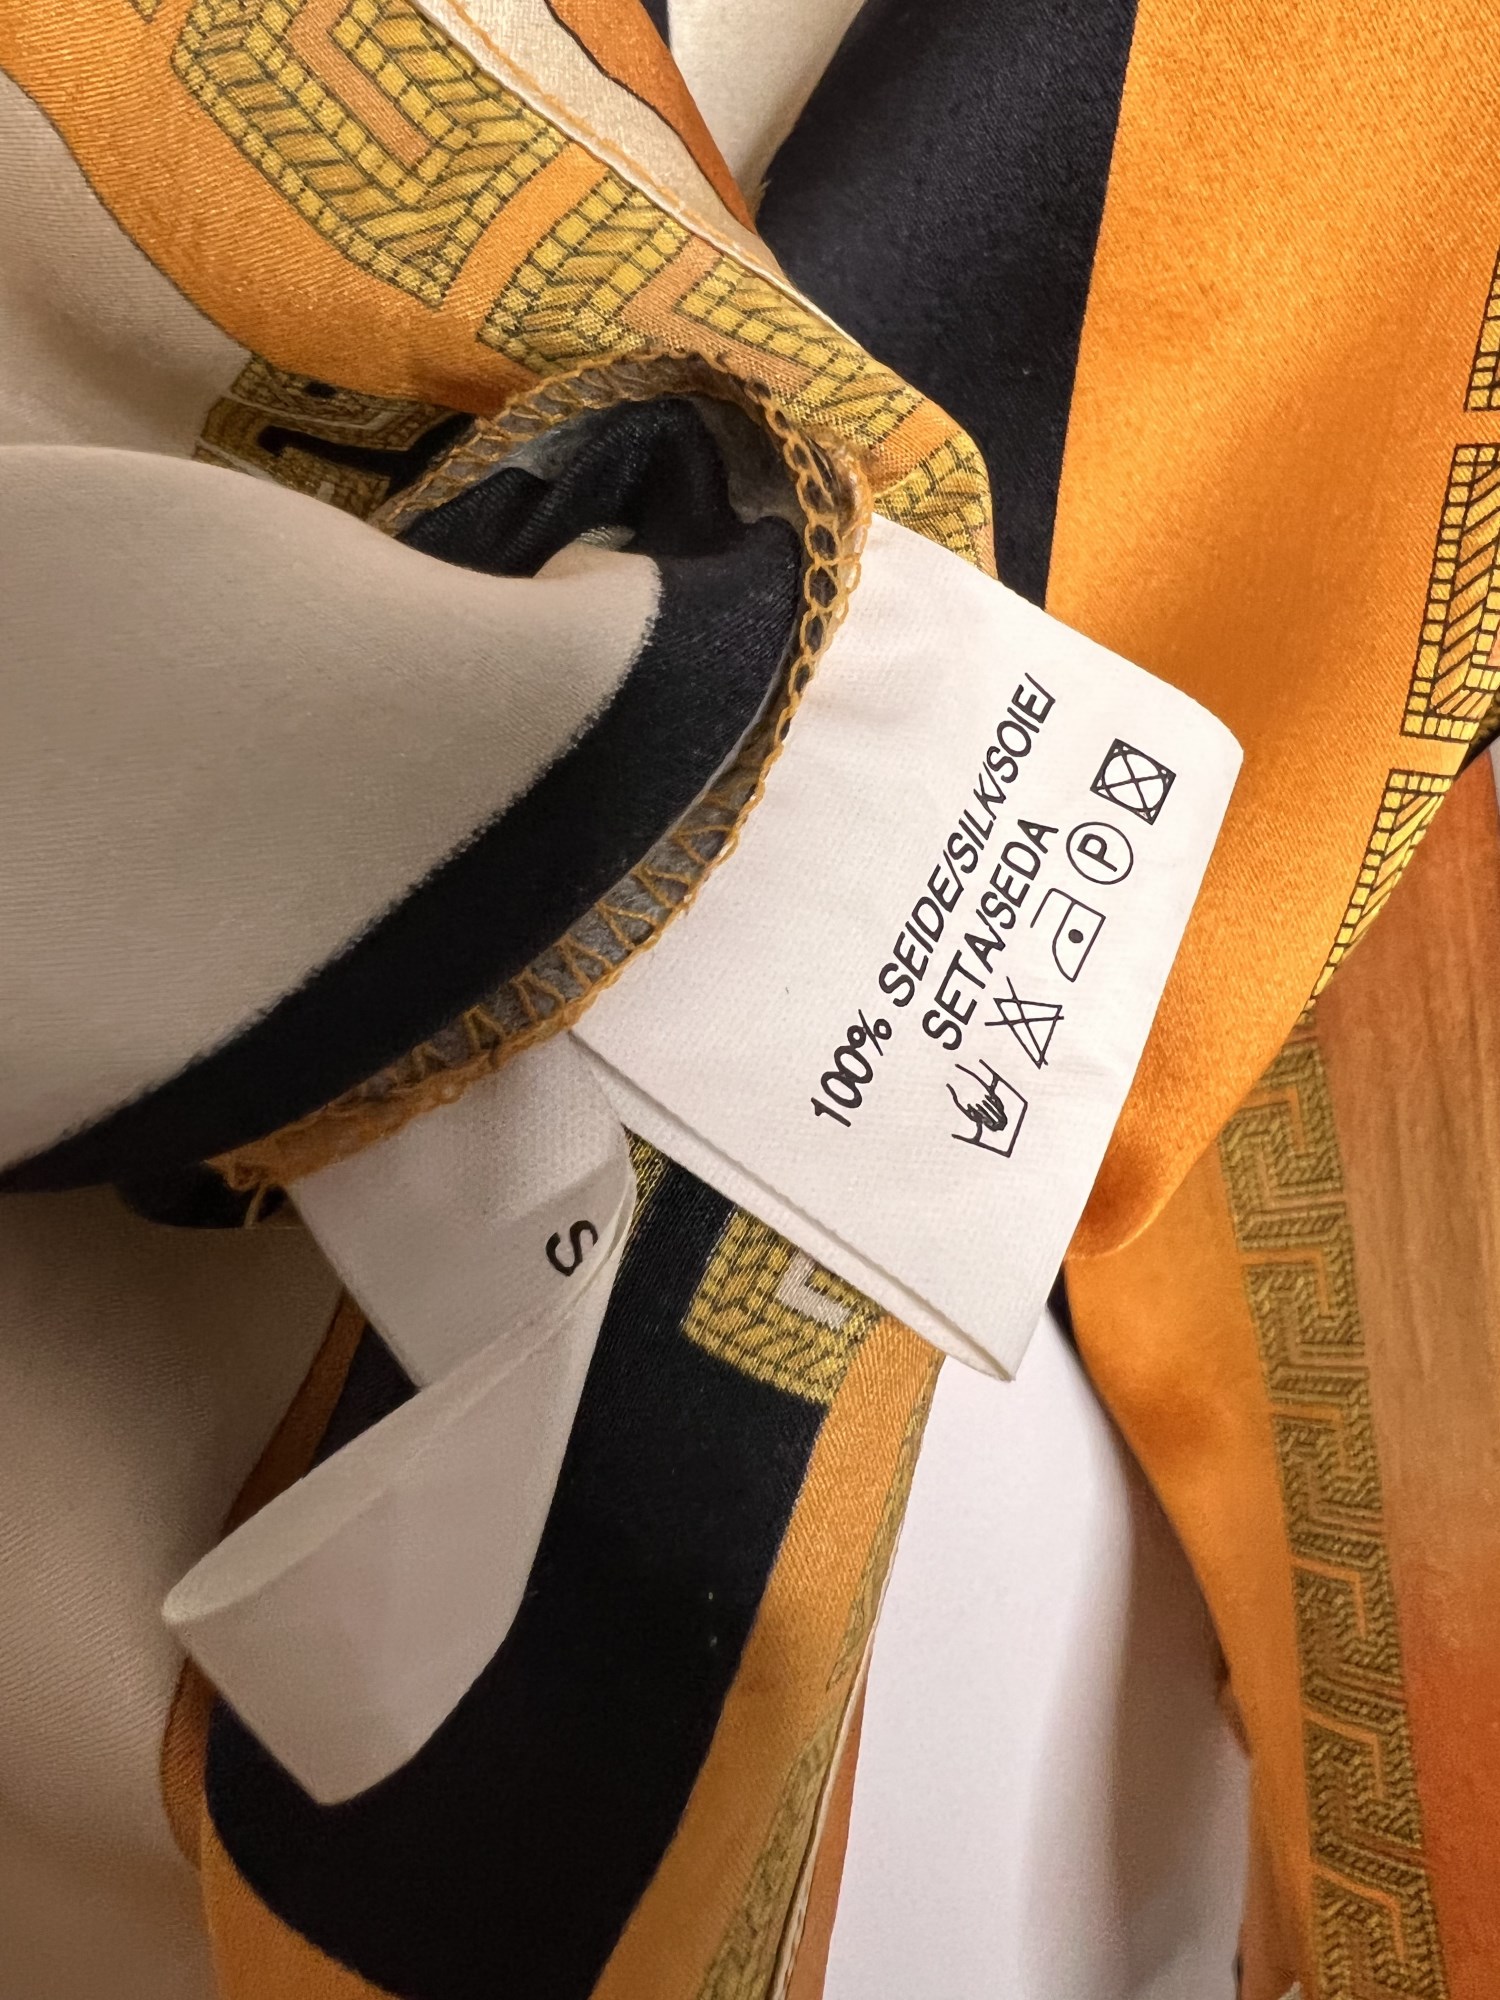 100% SEIDE/SILK/SOIE/
SETA/SEDA
P
S